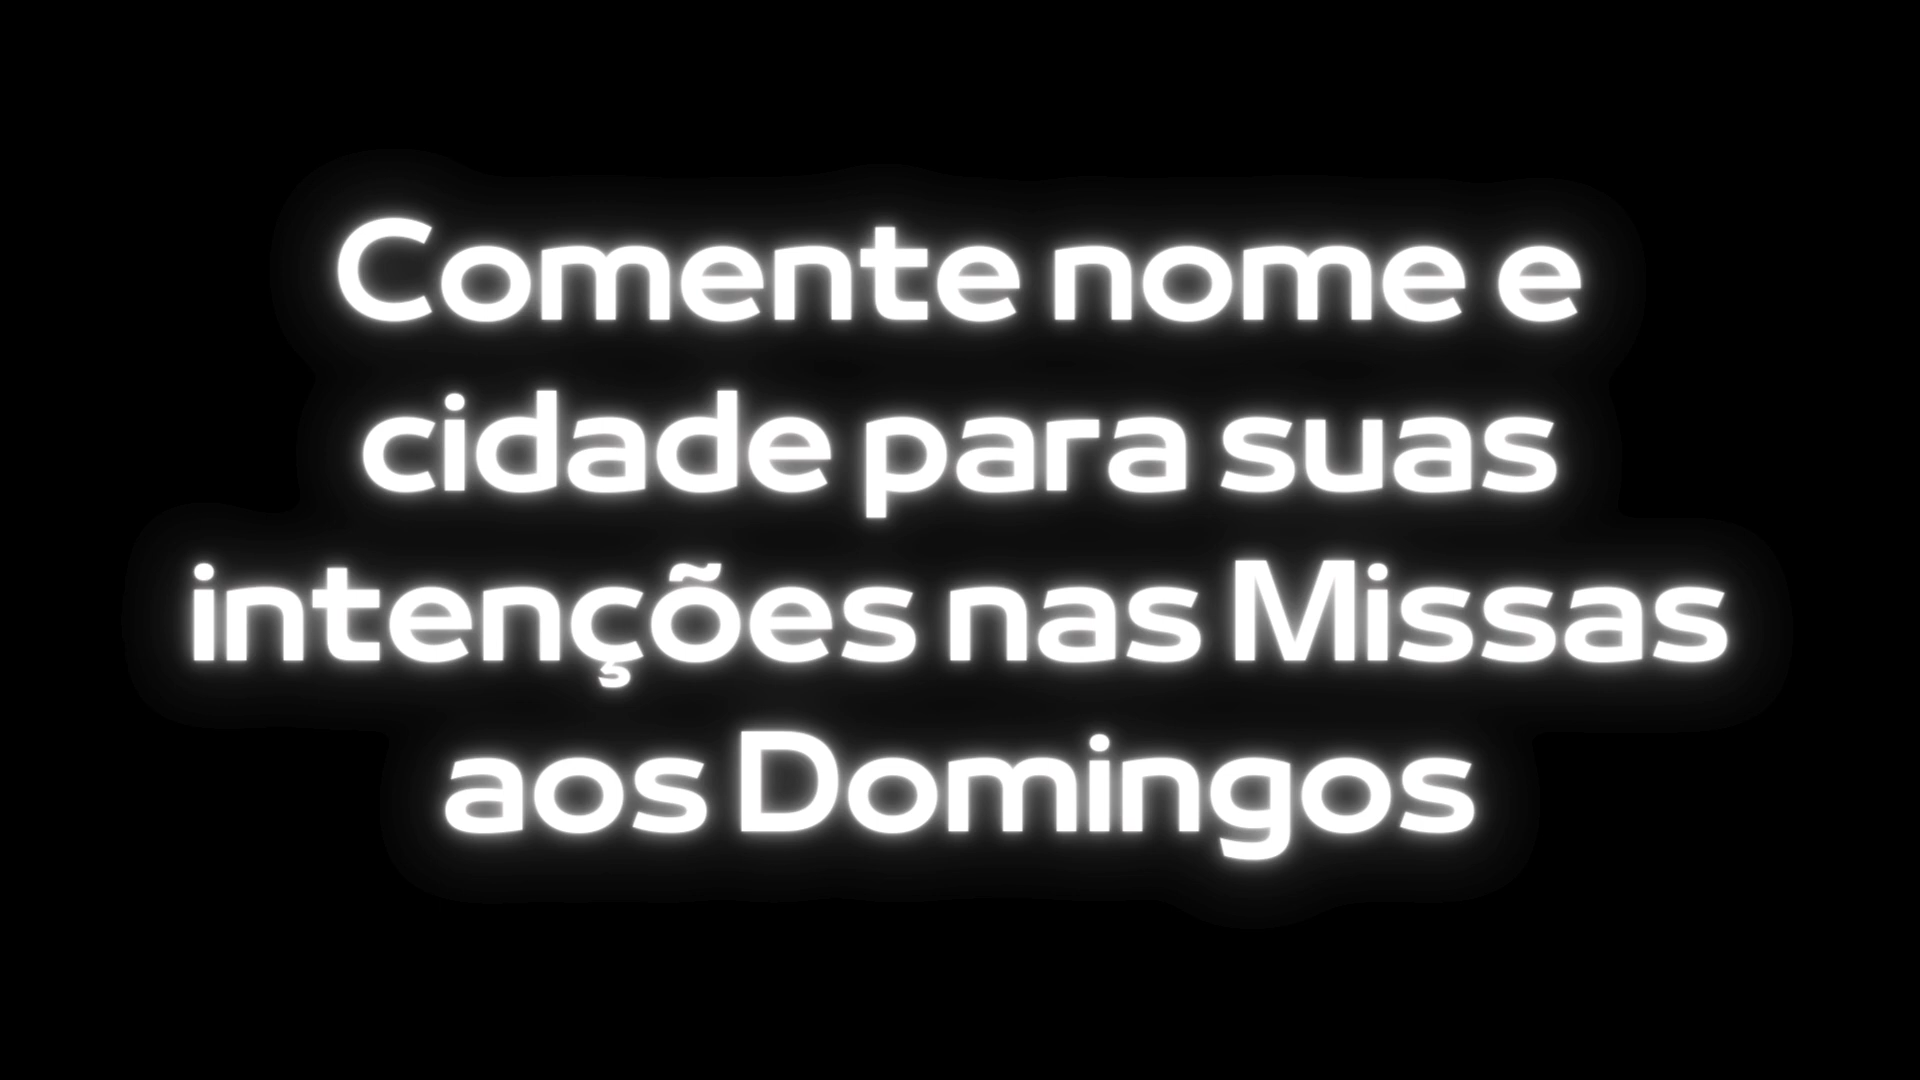 Comente nome e
cidade para suas
intenções nas Missas
aos Domingos